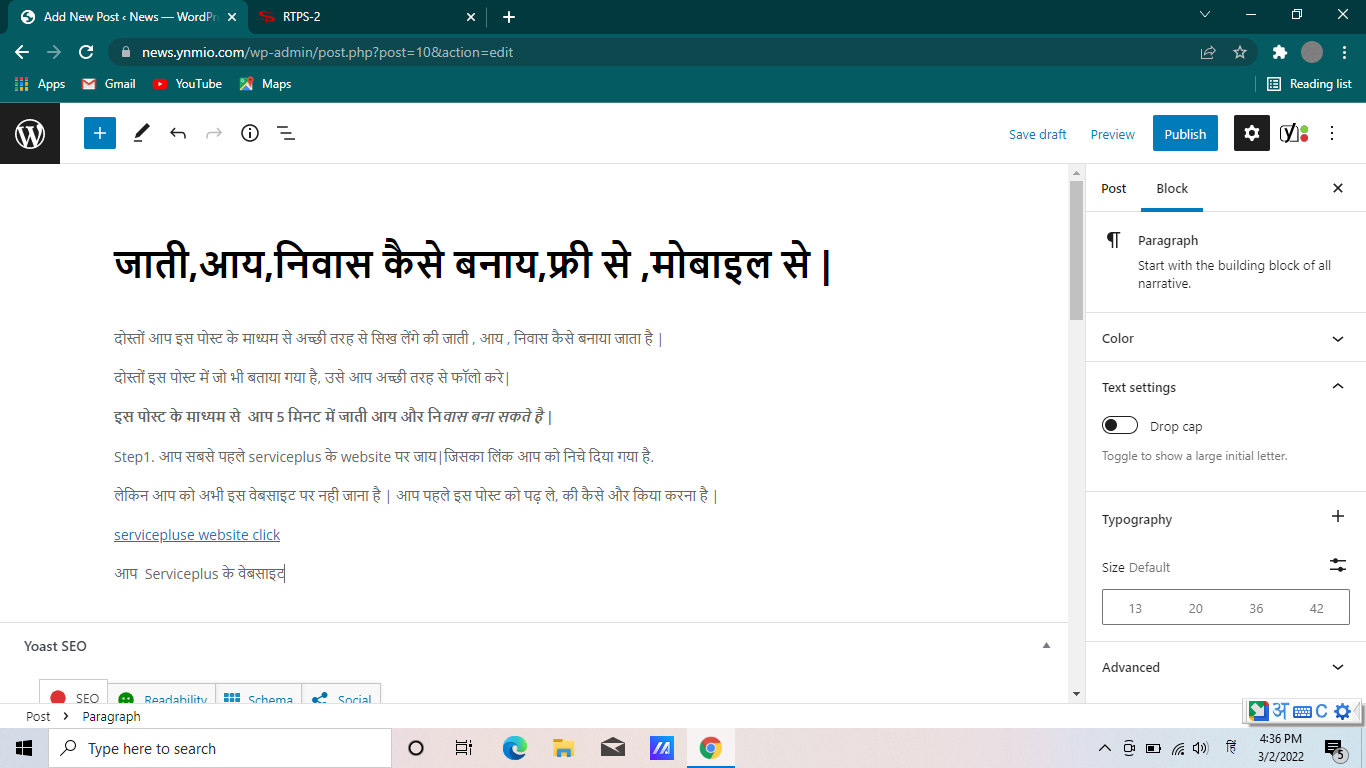 Add New Post ‹ News — WordPr
RTPS-2
news.ynmio.com/wp-admin/post.php?post=10&action=edit
Apps Gmail YouTube Maps Reading list
Save draft Preview Publish
Post Block
जाती,आय,निवास कैसे बनाय,फ्री से ,मोबाइल से |
Paragraph
Start with the building block of all
narrative.
दोस्तों आप इस पोस्ट के माध्यम से अच्छी तरह से सिख लेंगे की जाती , आय , निवास कैसे बनाया जाता है |
Color
दोस्तों इस पोस्ट में जो भी बताया गया है, उसे आप अच्छी तरह से फॉलो करे|
Text settings
इस पोस्ट के माध्यम से आप 5 मिनट में जाती आय और निवास बना सकते है |
Drop cap
Step1. आप सबसे पहले serviceplus के website पर जाय|जिसका लिंक आप को निचे दिया गया है.
Toggle to show a large initial letter.
लेकिन आप को अभी इस वेबसाइट पर नही जाना है | आप पहले इस पोस्ट को पढ़ ले, की कैसे और किया करना है |
Typography
servicepluse website click
Size Default
आप Serviceplus के वेबसाइट
13 20 36 42
Yoast SEO
Advanced
SEO Readability Schema Social
Post Paragraph
अ C
Type here to search
हिं
4:36 PM
3/2/2022
5